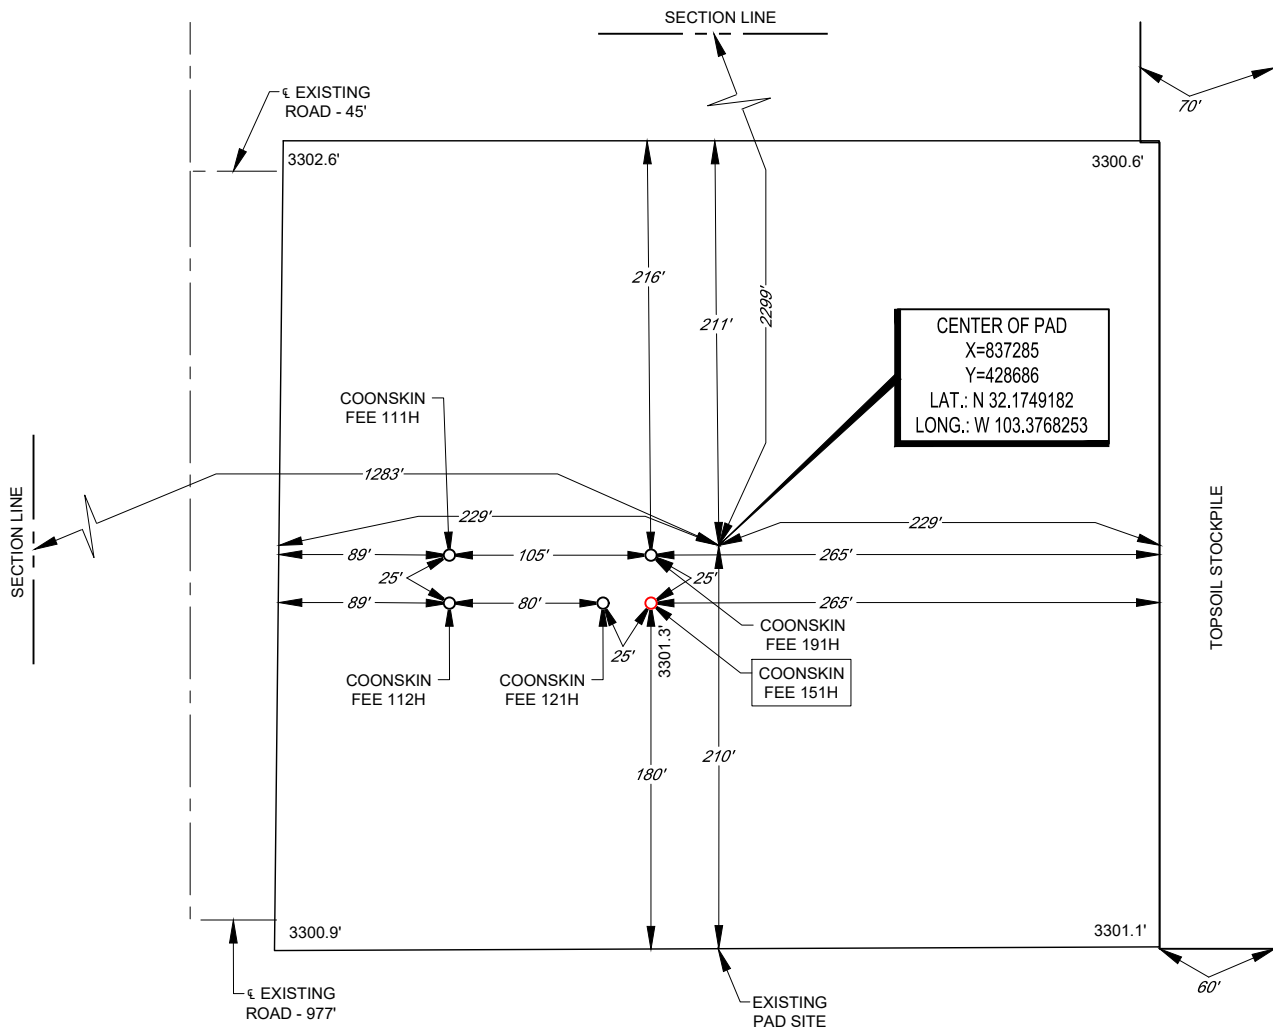 SECTION LINE
70'
℄ EXISTING
ROAD - 45'
3302.6'
3300.6'
216'
211'
2299'
CENTER OF PAD
X=837285
Y=428686
LAT.: N 32.1749182
LONG.: W 103.3768253
COONSKIN
FEE 111H
1283'
SECTION LINE
229'
229'
89'
105'
265'
25'
25'
89'
80'
265'
TOPSOIL STOCKPILE
COONSKIN
FEE 191H
25'
3301.3'
COONSKIN
FEE 112H
COONSKIN
FEE 121H
COONSKIN
FEE 151H
210'
180'
3300.9'
3301.1'
℄ EXISTING
ROAD - 977'
EXISTING
PAD SITE
60'